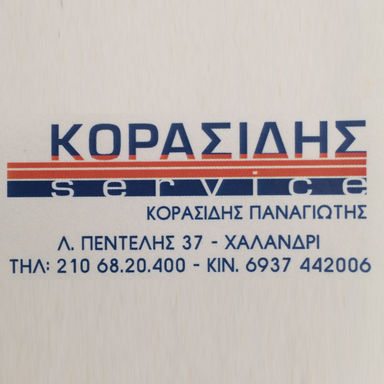 ΚΟΡΑΣΙΔΗΣ
service
ΚΟΡΑΣΙΔΗΣ ΠΑΝΑΓΙΩΤΗΣ
Λ. ΠΕΝΤΕΛΗΣ 37 - ΧΑΛΑΝΔΡΙ
ΤΗΛ: 210 68.20.400 - ΚΙΝ. 6937 442006